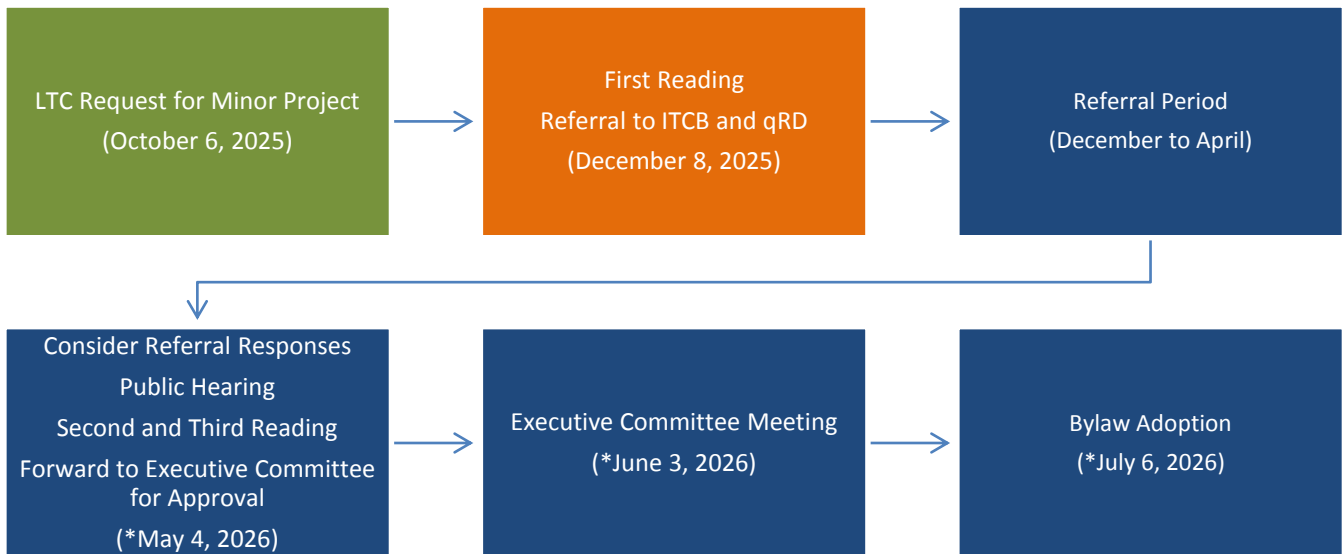 LTC Request for Minor Project
(October 6, 2025)
First Reading
Referral to ITCB and qRD
(December 8, 2025)
Referral Period
(December to April)
Consider Referral Responses
Public Hearing
Second and Third Reading
Forward to Executive Committee
for Approval
(*May 4, 2026)
Executive Committee Meeting
(*June 3, 2026)
Bylaw Adoption
(*July 6, 2026)